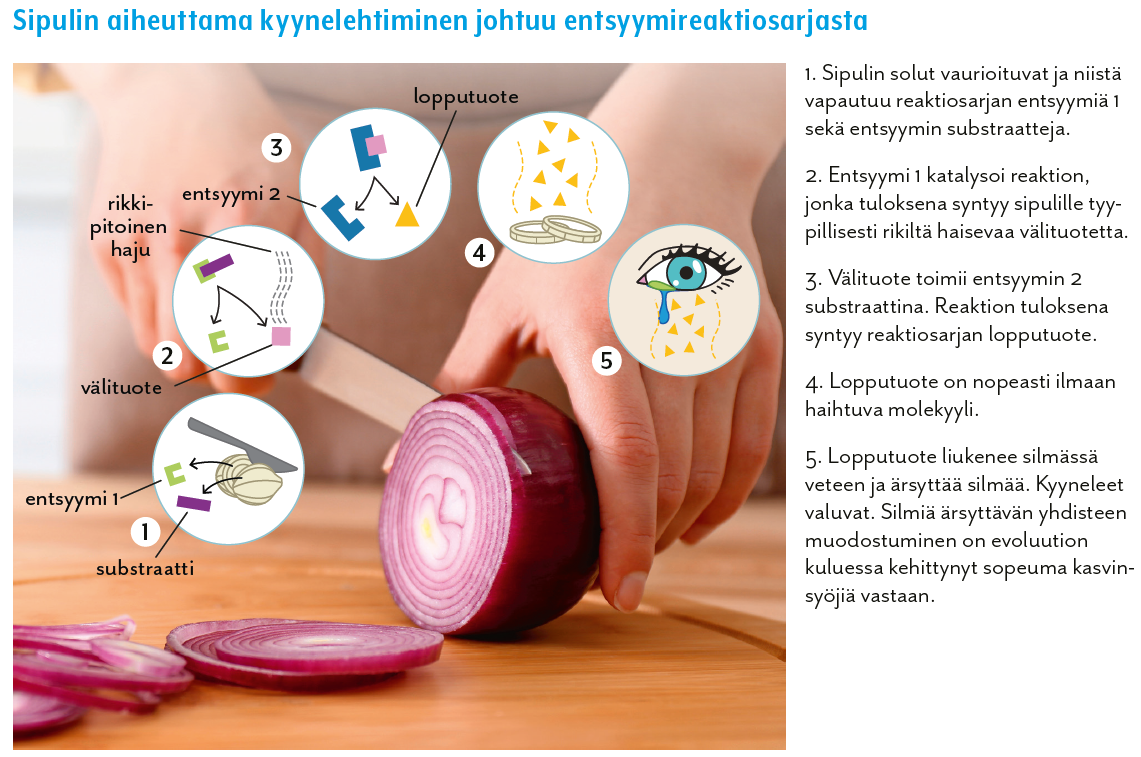 Sipulin aiheuttama kyynelehtiminen johtuu entsyymireaktiosarjasta
lopputuote
3
entsyymi 2
rikki-
pitoinen
haju
4
5
2
välituote
entsyymi 1
1
substraatti
1. Sipulin solut vaurioituvat ja niistä
vapautuu reaktiosarjan entsyymiä 1
sekä entsyymin substraatteja.
2. Entsyymi 1 katalysoi reaktion,
jonka tuloksena syntyy sipulille tyy-
pillisesti rikiltä haisevaa välituotetta.
3. Välituote toimii entsyymin 2
substraattina. Reaktion tuloksena
syntyy reaktiosarjan lopputuote.
4. Lopputuote on nopeasti ilmaan
haihtuva molekyyli.
5. Lopputuote liukenee silmässä
veteen ja ärsyttää silmää. Kyyneleet
valuvat. Silmiä ärsyttävän yhdisteen
muodostuminen on evoluution
kuluessa kehittynyt sopeuma kasvin-
syöjiä vastaan.